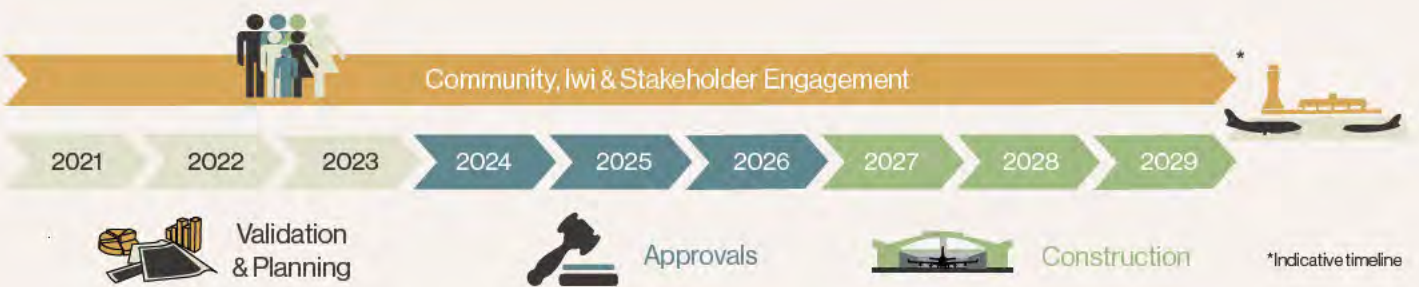 *
Community, Iwi & Stakeholder Engagement
2021 2022 2023 2024 2025 2026 2027 2028 2029
Validation
& Planning
Approvals
Construction
*Indicative timeline